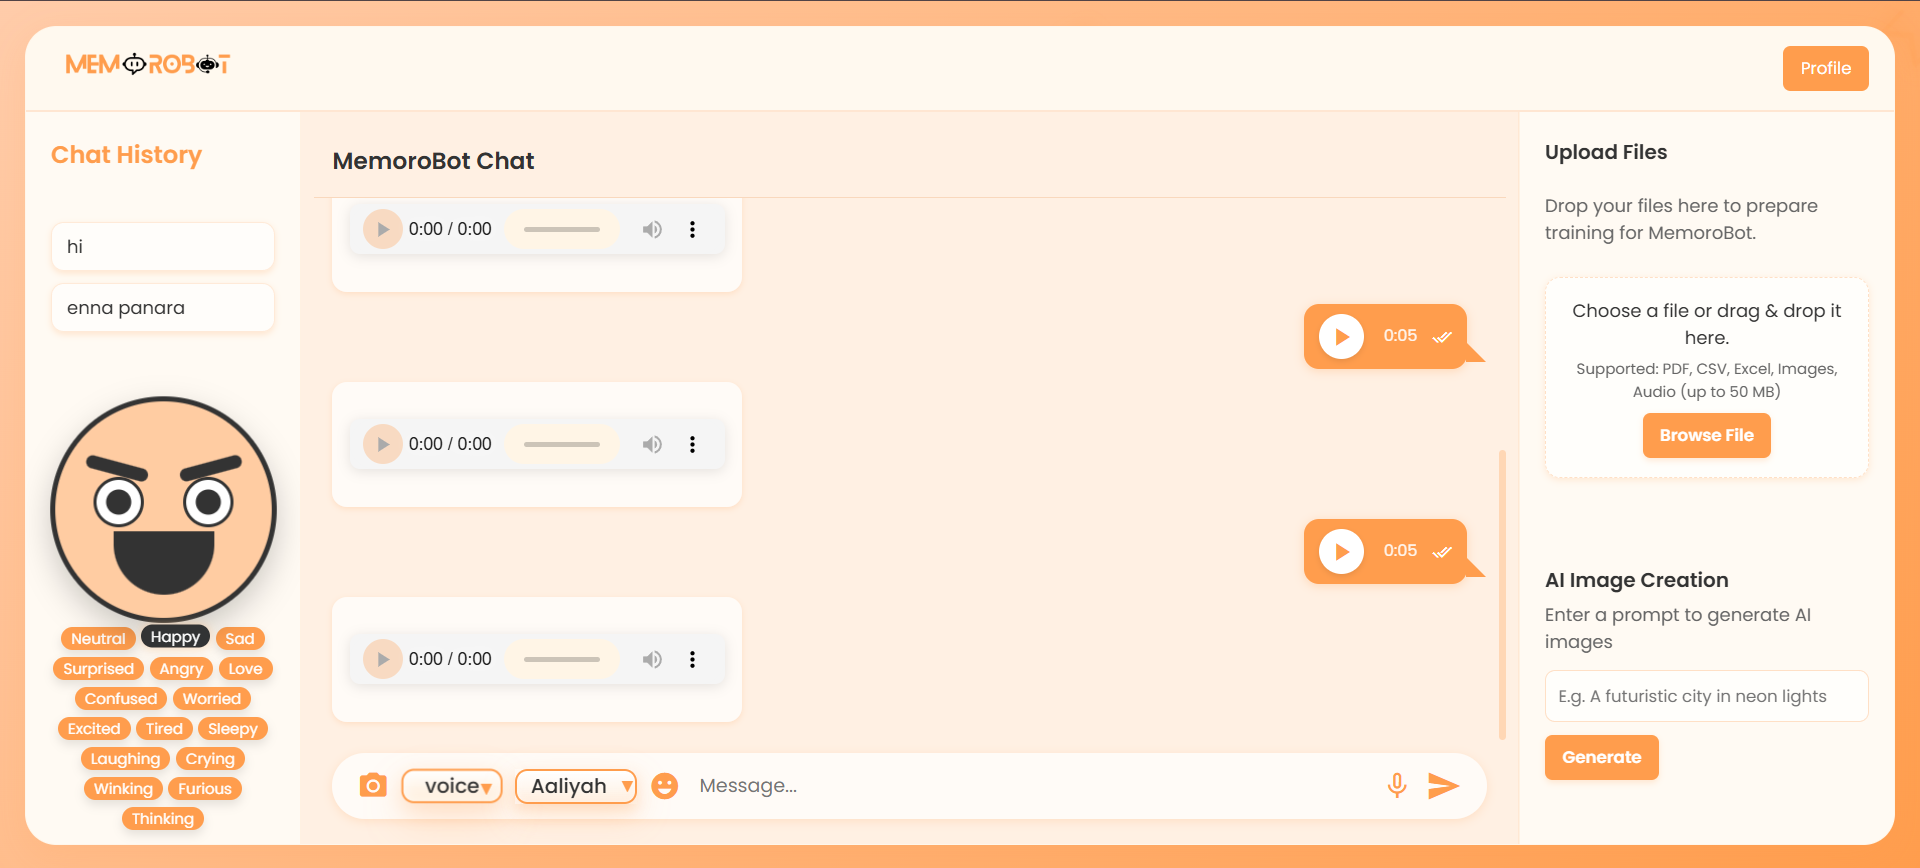 MEMOROBOT
Profile
Chat History
hi
enna panara
Neutral Happy Sad
Surprised Angry Love
Confused Worried
Excited Tired Sleepy
Laughing Crying
Winking Furious
Thinking
MemoroBot Chat
0:00 / 0:00
0:05
0:00 / 0:00
0:05
0:00 / 0:00
voice Aaliyah Message...
Upload Files
Drop your files here to prepare
training for MemoroBot.
Choose a file or drag & drop it
here.
Supported: PDF, CSV, Excel, Images,
Audio (up to 50 MB)
Browse File
AI Image Creation
Enter a prompt to generate AI
images
E.g. A futuristic city in neon lights
Generate